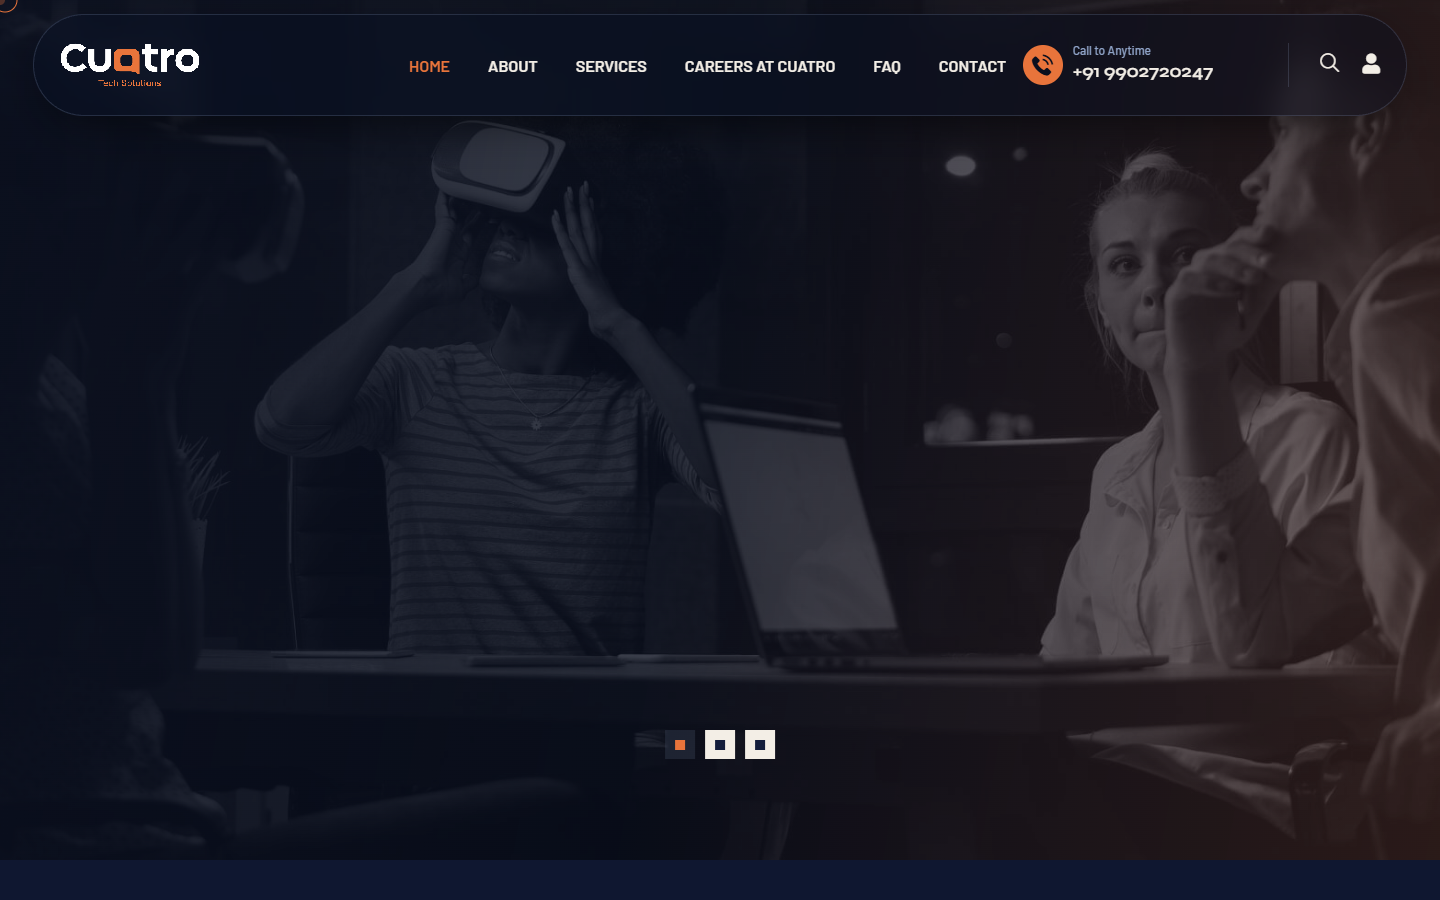 Cuatro
Tech Solutions
HOME
ABOUT
SERVICES
CAREERS AT CUATRO
FAQ
CONTACT
Call to Anytime
+91 9902720247